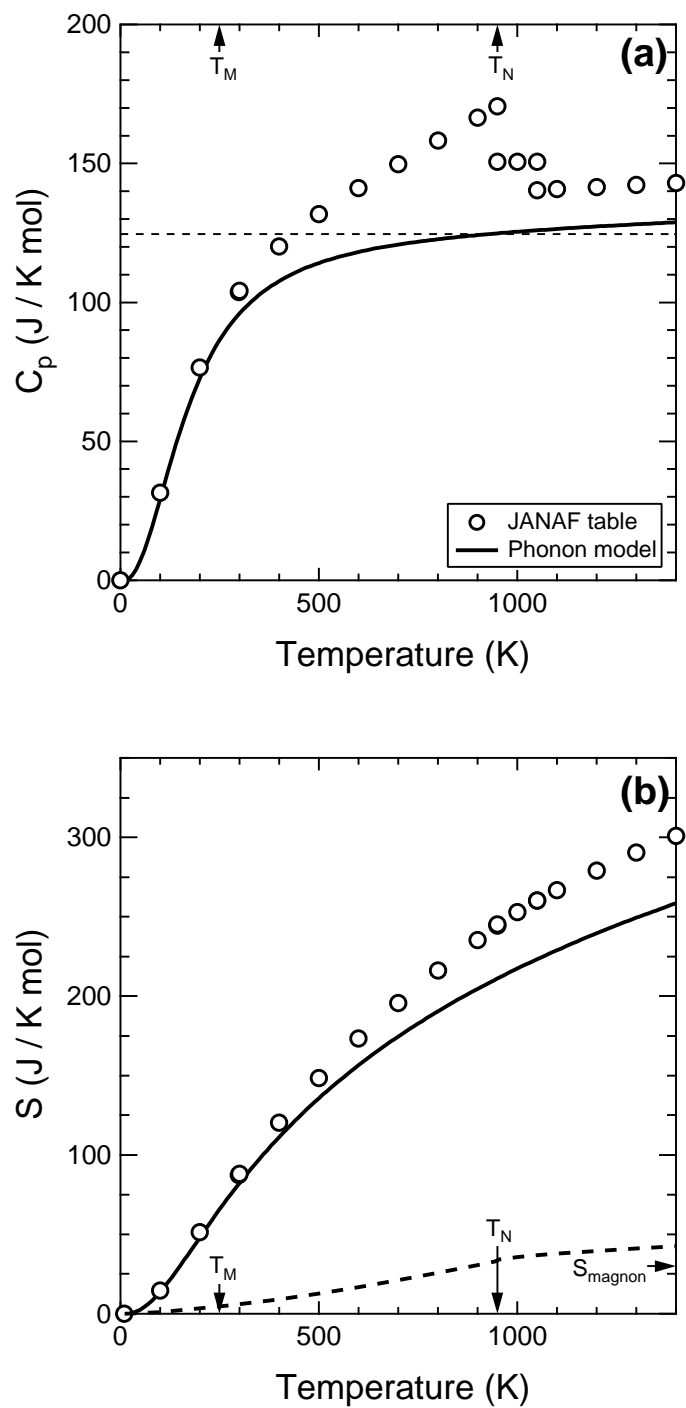 200
T_M
T_N
(a)
150
100
50
0
C_p (J / K mol)
JANAF table
Phonon model
0
500
1000
Temperature (K)
(b)
300
200
100
0
S (J / K mol)
T_M
T_N
S_magnon
0
500
1000
Temperature (K)